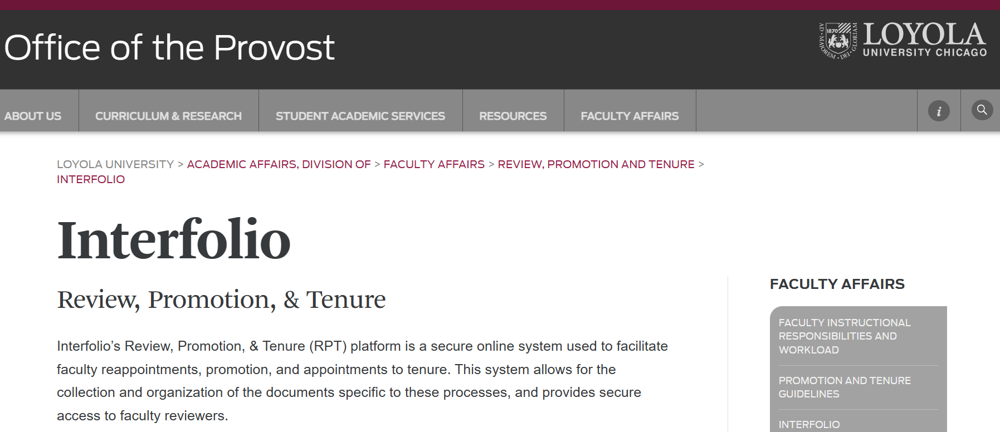 Office of the Provost
AD • MAJOREM • DEI • GLORIAM
1870
LOYOLA
UNIVERSITY CHICAGO
ABOUT US
CURRICULUM & RESEARCH
STUDENT ACADEMIC SERVICES
RESOURCES
FACULTY AFFAIRS
i
LOYOLA UNIVERSITY > ACADEMIC AFFAIRS, DIVISION OF > FACULTY AFFAIRS > REVIEW, PROMOTION AND TENURE >
INTERFOLIO
Interfolio
Review, Promotion, & Tenure
Interfolio’s Review, Promotion, & Tenure (RPT) platform is a secure online system used to facilitate
faculty reappointments, promotion, and appointments to tenure. This system allows for the
collection and organization of the documents specific to these processes, and provides secure
access to faculty reviewers.
FACULTY AFFAIRS
FACULTY INSTRUCTIONAL
RESPONSIBILITIES AND
WORKLOAD
PROMOTION AND TENURE
GUIDELINES
INTERFOLIO